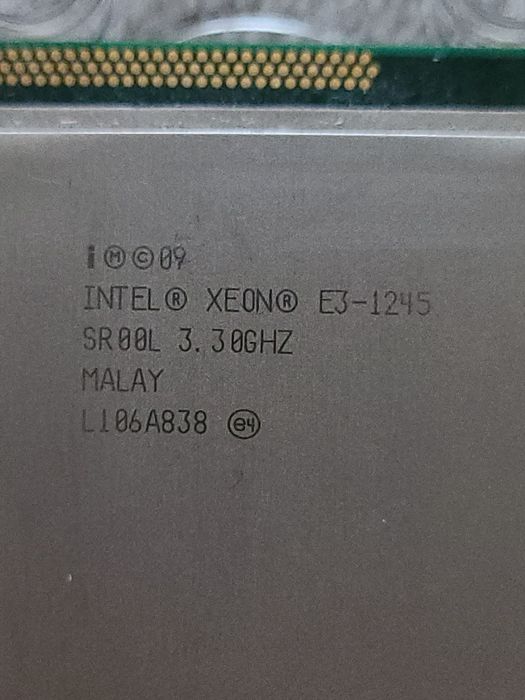 i Ⓜ © 09
INTEL® XEON® E3-1245
SR00L 3.30GHZ
MALAY
L106A838 e4